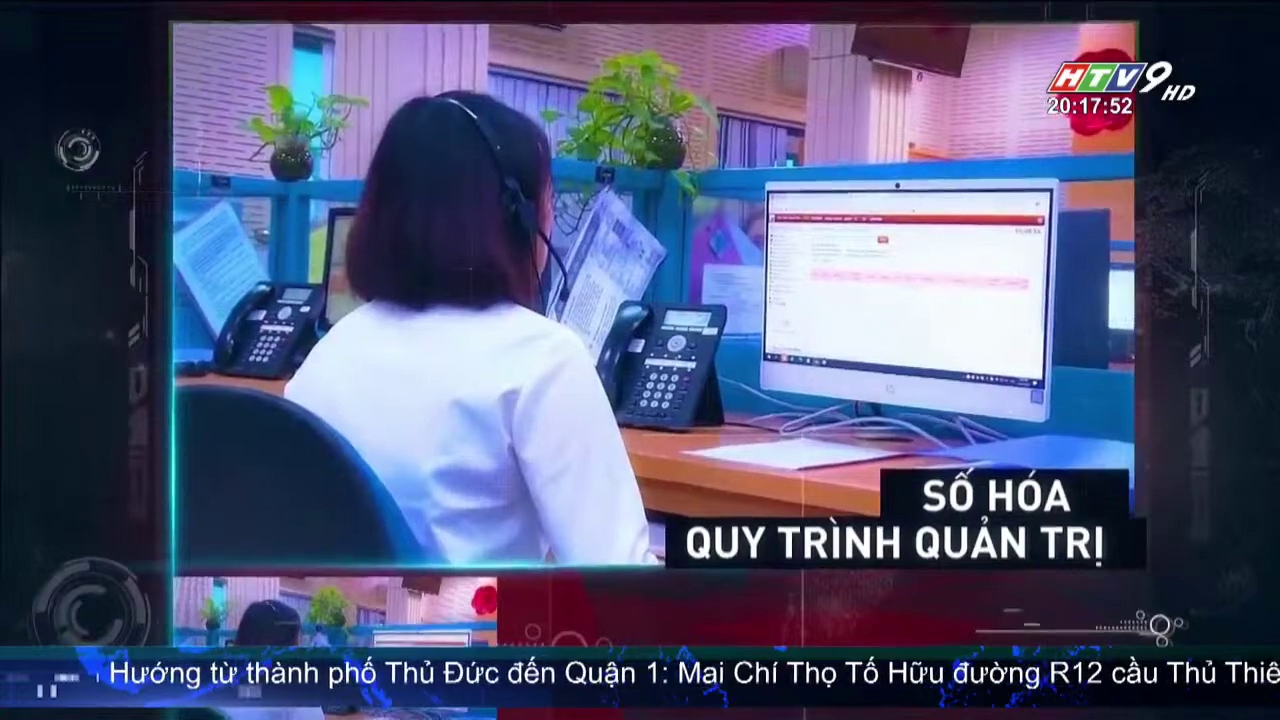 HTV9 HD
20:17:52
SỐ HÓA
QUY TRÌNH QUẢN TRỊ
Hướng từ thành phố Thủ Đức đến Quận 1: Mai Chí Thọ Tố Hữu đường R12 cầu Thủ Thiê